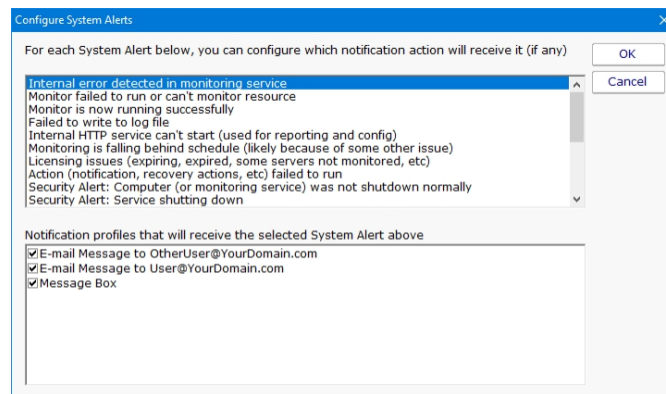 Configure System Alerts
For each System Alert below, you can configure which notification action will receive it (if any)
OK
Cancel
Internal error detected in monitoring service
Monitor failed to run or can't monitor resource
Monitor is now running successfully
Failed to write to log file
Internal HTTP service can't start (used for reporting and config)
Monitoring is falling behind schedule (likely because of some other issue)
Licensing issues (expiring, expired, some servers not monitored, etc)
Action (notification, recovery actions, etc) failed to run
Security Alert: Computer (or monitoring service) was not shutdown normally
Security Alert: Service shutting down
Notification profiles that will receive the selected System Alert above
E-mail Message to OtherUser@YourDomain.com
E-mail Message to User@YourDomain.com
Message Box